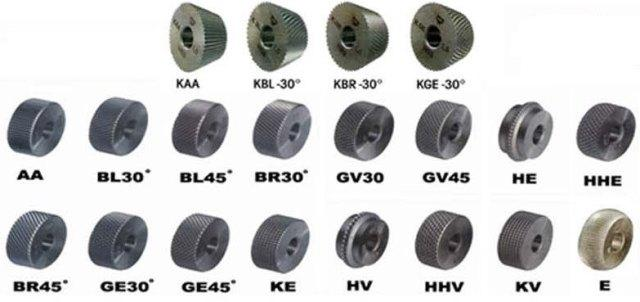 KAA KBL-30° KBR-30° KGE-30°
AA BL30° BL45° BR30° GV30 GV45 HE HHE
BR45° GE30° GE45° KE HV HHV KV E